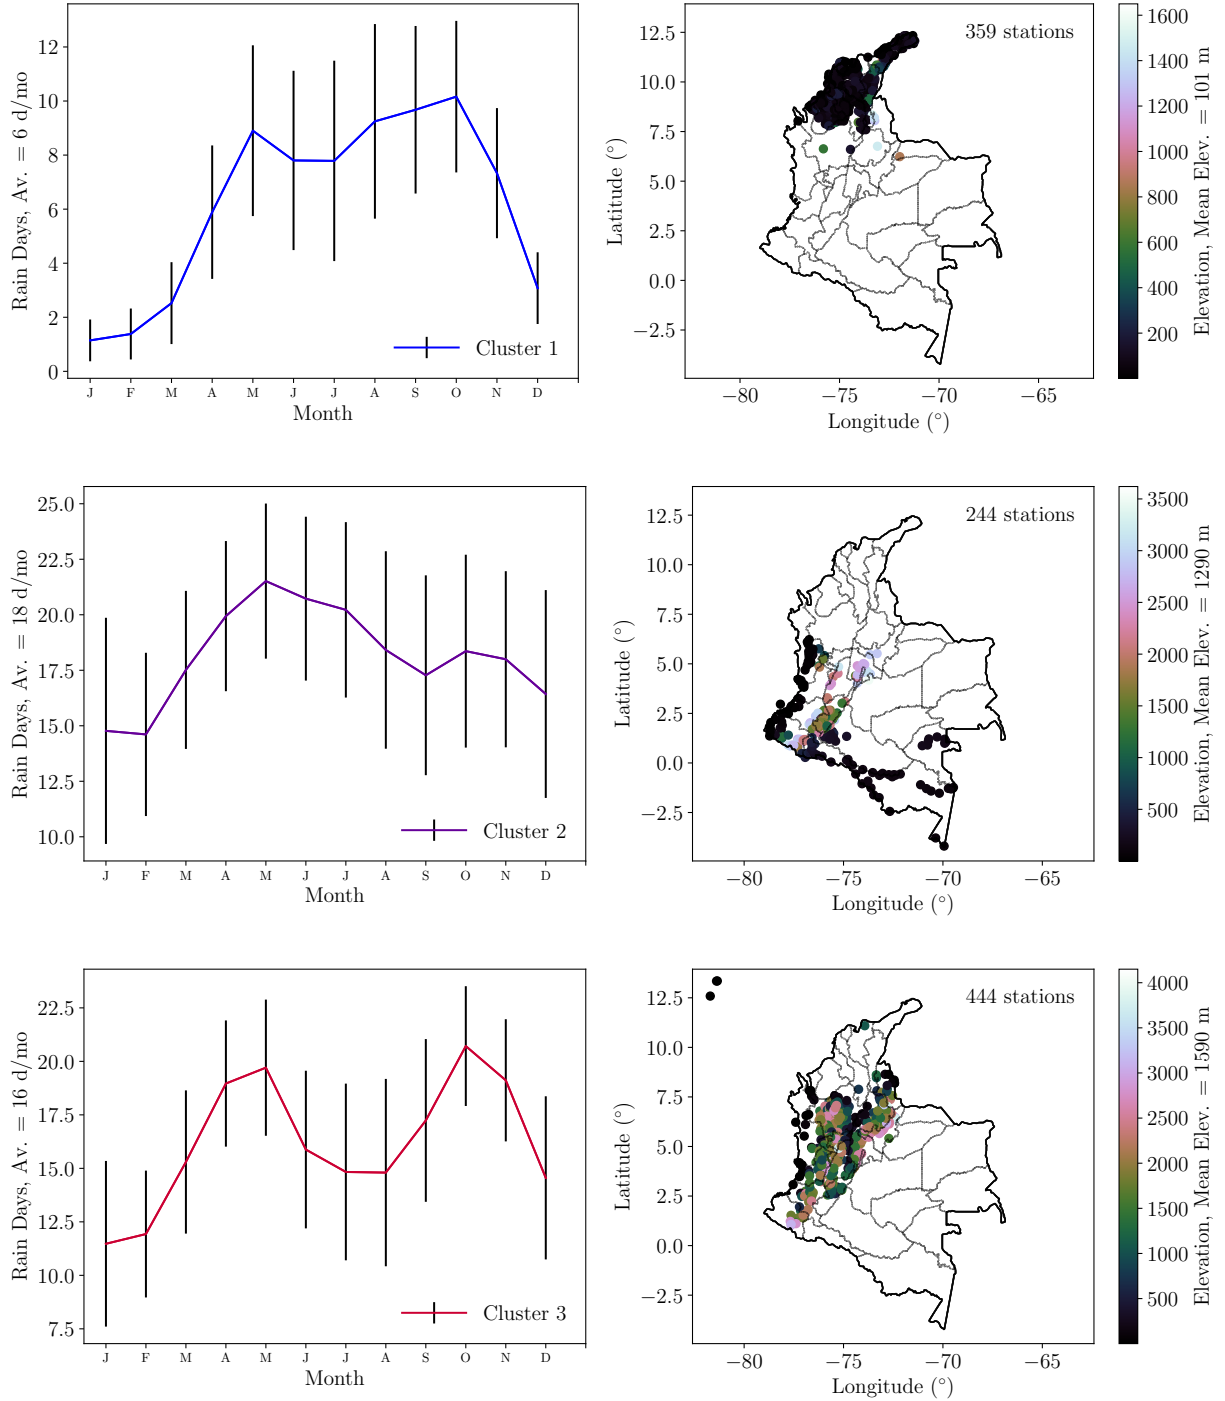 Rain Days, Av. = 6 d/mo
12
10
8
6
4
2
0
J F M A M J J A S O N D
Month
Cluster 1
359 stations
Latitude (°)
12.5
10.0
7.5
5.0
2.5
0.0
−2.5
−80 −75 −70 −65
Longitude (°)
1600
1400
1200
1000
800
600
400
200
Elevation, Mean Elev. = 101 m
Rain Days, Av. = 18 d/mo
25.0
22.5
20.0
17.5
15.0
12.5
10.0
J F M A M J J A S O N D
Month
Cluster 2
244 stations
Latitude (°)
12.5
10.0
7.5
5.0
2.5
0.0
−2.5
−80 −75 −70 −65
Longitude (°)
3500
3000
2500
2000
1500
1000
500
Elevation, Mean Elev. = 1290 m
Rain Days, Av. = 16 d/mo
22.5
20.0
17.5
15.0
12.5
10.0
7.5
J F M A M J J A S O N D
Month
Cluster 3
444 stations
Latitude (°)
12.5
10.0
7.5
5.0
2.5
0.0
−2.5
−80 −75 −70 −65
Longitude (°)
4000
3500
3000
2500
2000
1500
1000
500
Elevation, Mean Elev. = 1590 m